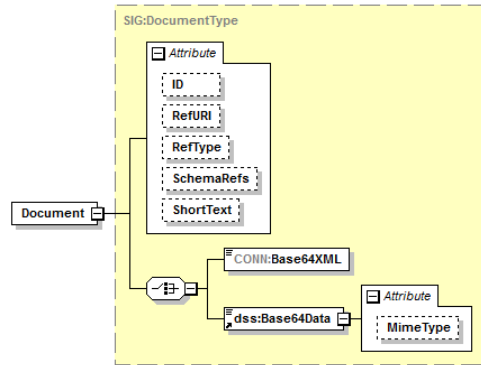 SIG:DocumentType
Attribute
ID
RefURI
RefType
SchemaRefs
ShortText
Document
CONN:Base64XML
dss:Base64Data
Attribute
MimeType